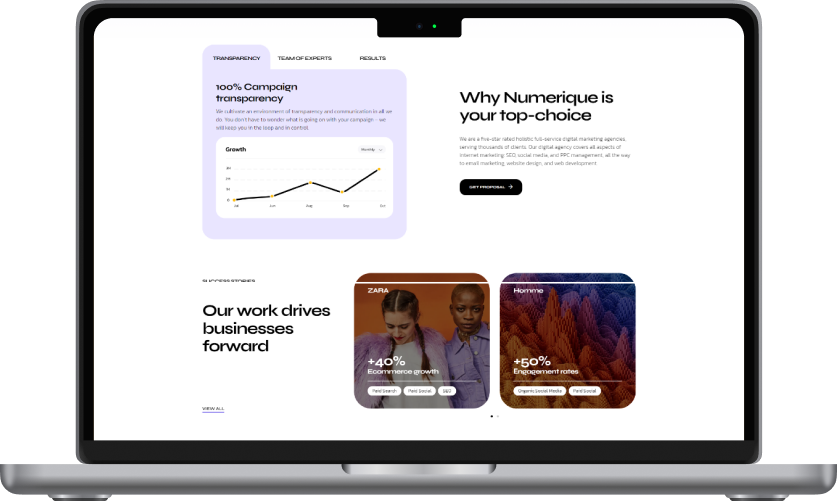 TRANSPARENCY
TEAM OF EXPERTS
RESULTS
100% Campaign
transparency
We cultivate an environment of transparency and communication in all we
do. You don't have to wonder what is going on with your campaign – we
will keep you in the loop and in control.
Growth
Monthly
Jul
Aug
Sep
Oct
Why Numerique is
your top-choice
We are a five-star rated holistic full-service digital marketing agencies,
serving thousands of clients. Our digital agency covers all aspects of
internet marketing: SEO, social media, and PPC management, all the way
to email marketing, website design, and web development
GET PROPOSAL
SUCCESS STORIES
Our work drives
businesses
forward
VIEW ALL
ZARA
+40%
Ecommerce growth
Paid Search
Paid Social
SEO
Homme
+50%
Engagement rates
Organic Social Media
Paid Social